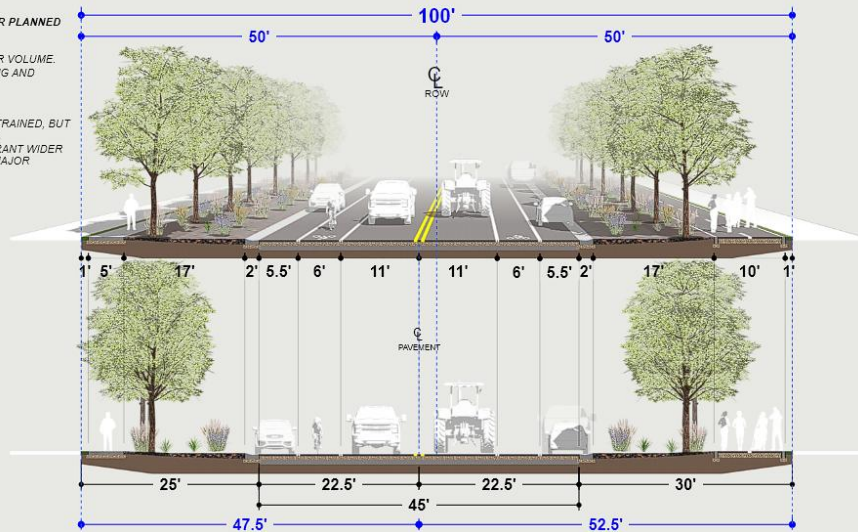 R PLANNED
R VOLUME.
G AND
TRAINED, BUT
RANT WIDER
AJOR
100'
50' 50'
CL
ROW
1' 5' 17' 2' 5.5' 6' 11' 11' 6' 5.5' 2' 17' 10' 1'
CL
PAVEMENT
25' 22.5' 22.5' 30'
45'
47.5' 52.5'